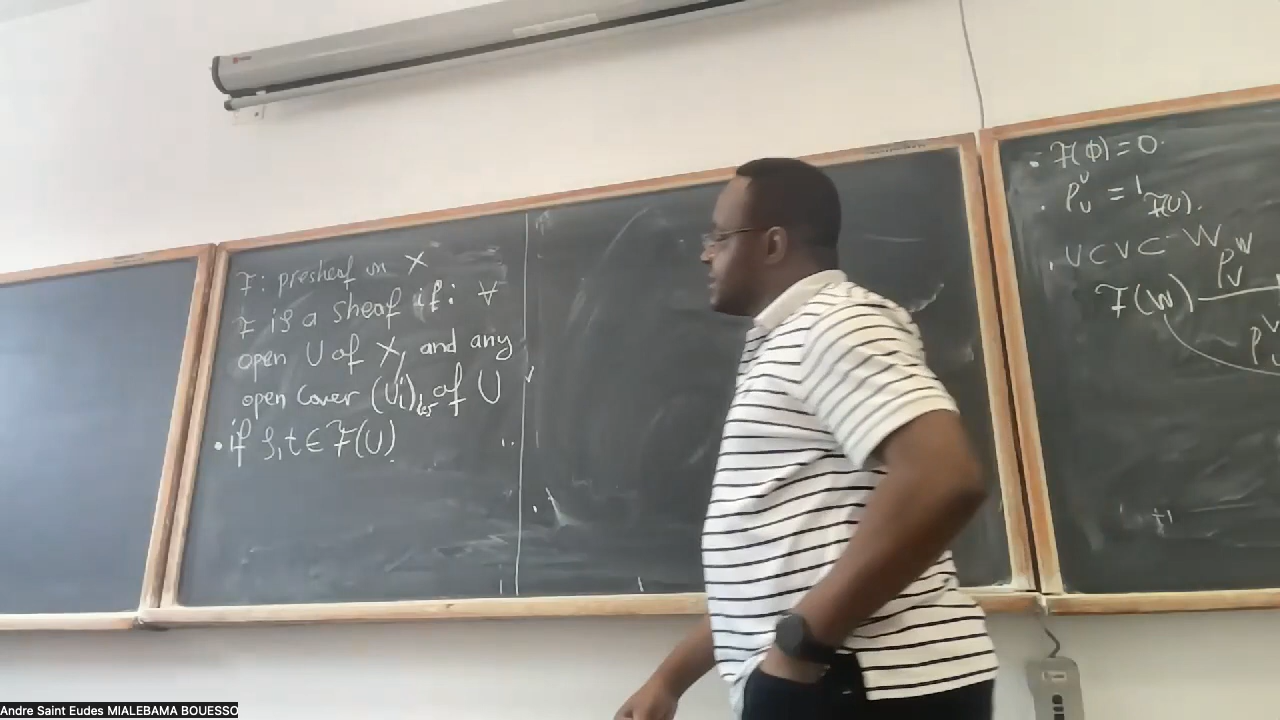 F: presheaf on X
F is a sheaf if: ∀
open U of X, and any
open cover (Uᵢ)ᵢ∈ᵢ of U
• if s,t ∈ F(U)
• F(ϕ) = 0.
• ρ^U_U = 1_F(U).
• U ⊂ V ⊂ W
ρ^W_V
F(W)
Andre Saint Eudes MIALEBAMA BOUESSO